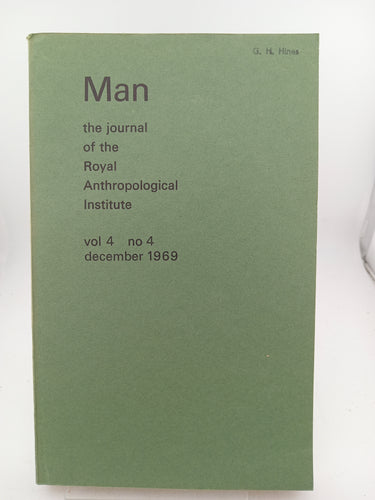 G. H. Hines
Man
the journal
of the
Royal
Anthropological
Institute
vol 4 no 4
december 1969